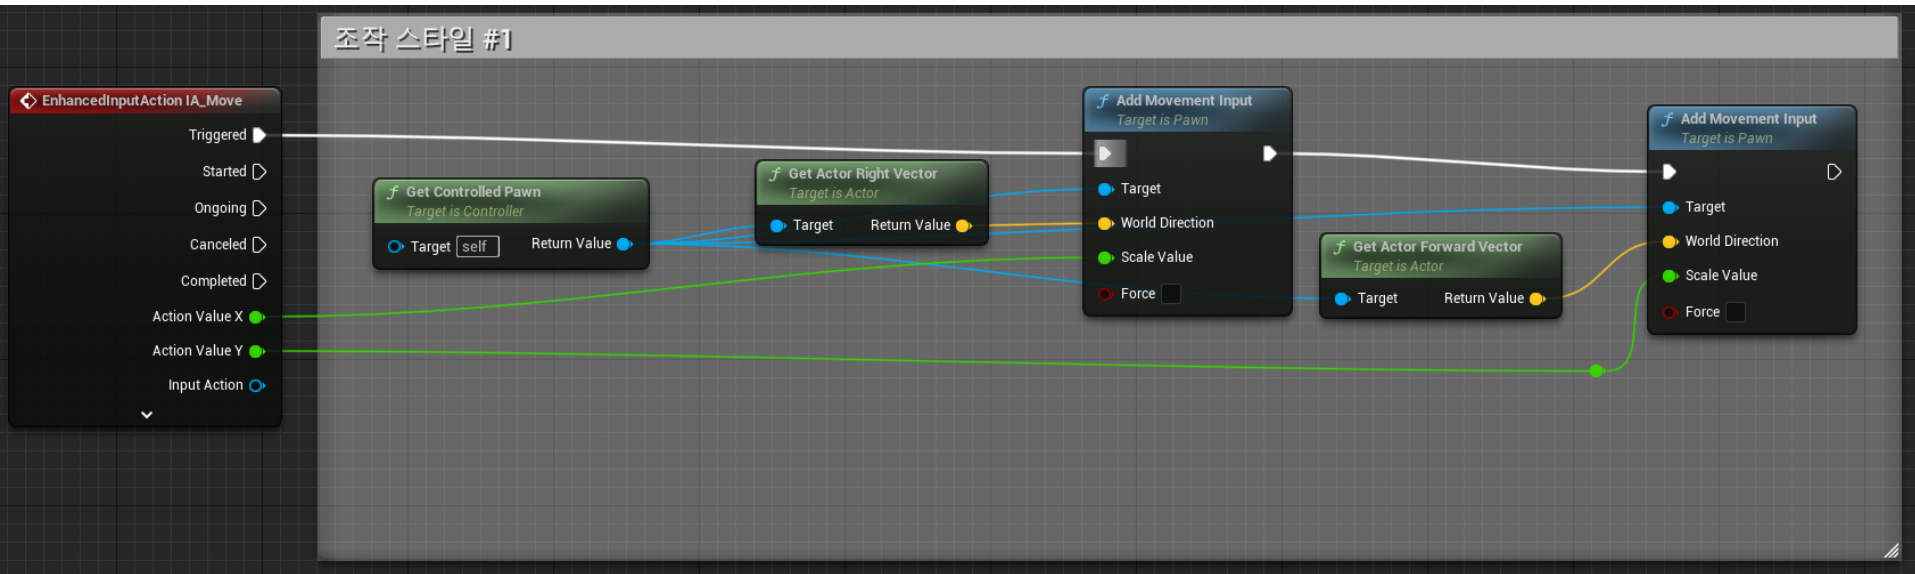 조작 스타일 #1
EnhancedInputAction IA_Move
Triggered
Started
Ongoing
Canceled
Completed
Action Value X
Action Value Y
Input Action
Get Controlled Pawn
Target is Controller
Target self Return Value
Get Actor Right Vector
Target is Actor
Target Return Value
Add Movement Input
Target is Pawn
Target
World Direction
Scale Value
Force
Get Actor Forward Vector
Target is Actor
Target Return Value
Add Movement Input
Target is Pawn
Target
World Direction
Scale Value
Force